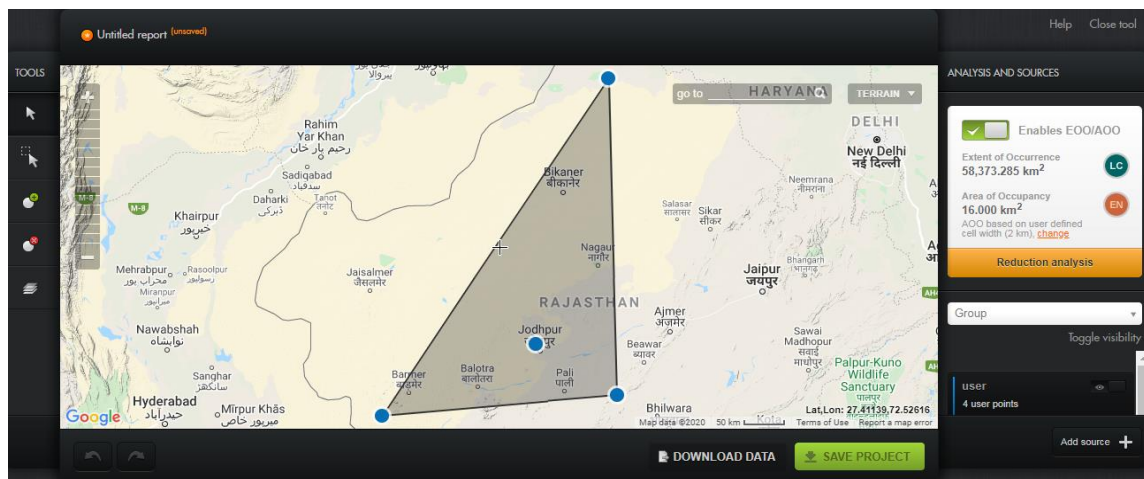 Untitled report (unsaved)
Help Close tool
TOOLS
ANALYSIS AND SOURCES
go to
TERRAIN
HARYANA
DELHI
New Delhi
नई दिल्ली
Rahim
Yar Khan
رحیم یار خان
Sadiqabad
Daharki
ڈہرکی
Tanot
तनोट
M-8
M-8
Khairpur
خیرپور
Bikaner
बीकानेर
Neemrana
नीमराना
Salasar
सालासर
Sikar
सीकर
Nagaur
नागौर
Mehrabpur
محراب پور
Rasoolpur
Miranpur
Jaisalmer
जैसलमेर
Jaipur
जयपुर
Bhangarh
RAJASTHAN
Ajmer
अजमेर
Nawabshah
نوابشاہ
Jodhpur
Beawar
ब्यावर
Sawai
Madhopur
सवाई
माधोपुर
Sanghar
سانگھڑ
Barmer
बाड़मेर
Balotra
बालोतरा
Pali
पाली
Palpur-Kuno
Wildlife
Sanctuary
Hyderabad
حیدرآباد
Mīrpur Khās
میرپور خاص
Bhilwara
Kota
Google
Lat,Lon: 27.41139,72.52616
Map data ©2020 50 km Terms of Use Report a map error
DOWNLOAD DATA
SAVE PROJECT
Enables EOO/AOO
Extent of Occurrence
58,373.285 km²
LC
Area of Occupancy
16.000 km²
EN
AOO based on user defined
cell width (2 km), change
Reduction analysis
Group
Toggle visibility
user
4 user points
Add source